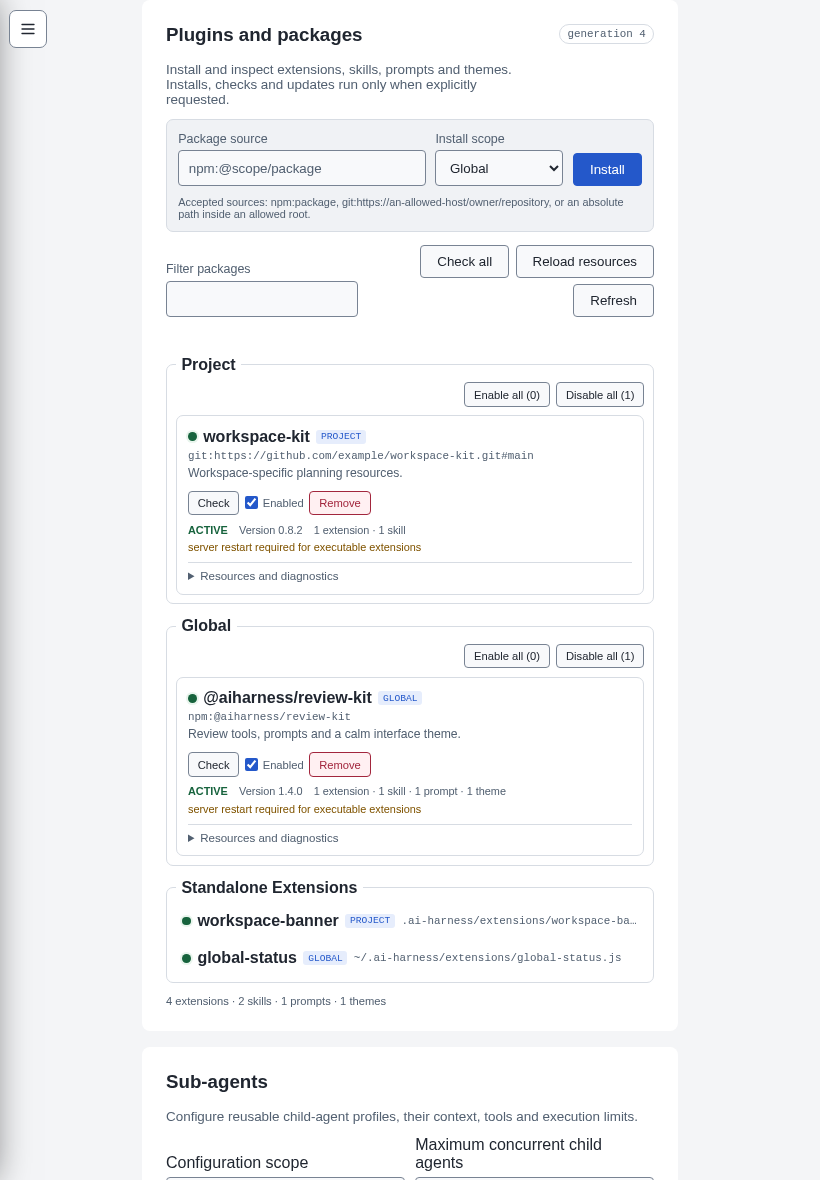 Plugins and packages
generation 4
Install and inspect extensions, skills, prompts and themes.
Installs, checks and updates run only when explicitly
requested.
Package source
Install scope
npm:@scope/package
Global
Install
Accepted sources: npm:package, git:https://an-allowed-host/owner/repository, or an absolute
path inside an allowed root.
Filter packages
Check all
Reload resources
Refresh
Project
Enable all (0)
Disable all (1)
workspace-kit PROJECT
git:https://github.com/example/workspace-kit.git#main
Workspace-specific planning resources.
Check
Enabled
Remove
ACTIVE Version 0.8.2 1 extension · 1 skill
server restart required for executable extensions
Resources and diagnostics
Global
Enable all (0)
Disable all (1)
@aiharness/review-kit GLOBAL
npm:@aiharness/review-kit
Review tools, prompts and a calm interface theme.
Check
Enabled
Remove
ACTIVE Version 1.4.0 1 extension · 1 skill · 1 prompt · 1 theme
server restart required for executable extensions
Resources and diagnostics
Standalone Extensions
workspace-banner PROJECT .ai-harness/extensions/workspace-ba…
global-status GLOBAL ~/.ai-harness/extensions/global-status.js
4 extensions · 2 skills · 1 prompts · 1 themes
Sub-agents
Configure reusable child-agent profiles, their context, tools and execution limits.
Configuration scope
Maximum concurrent child
agents